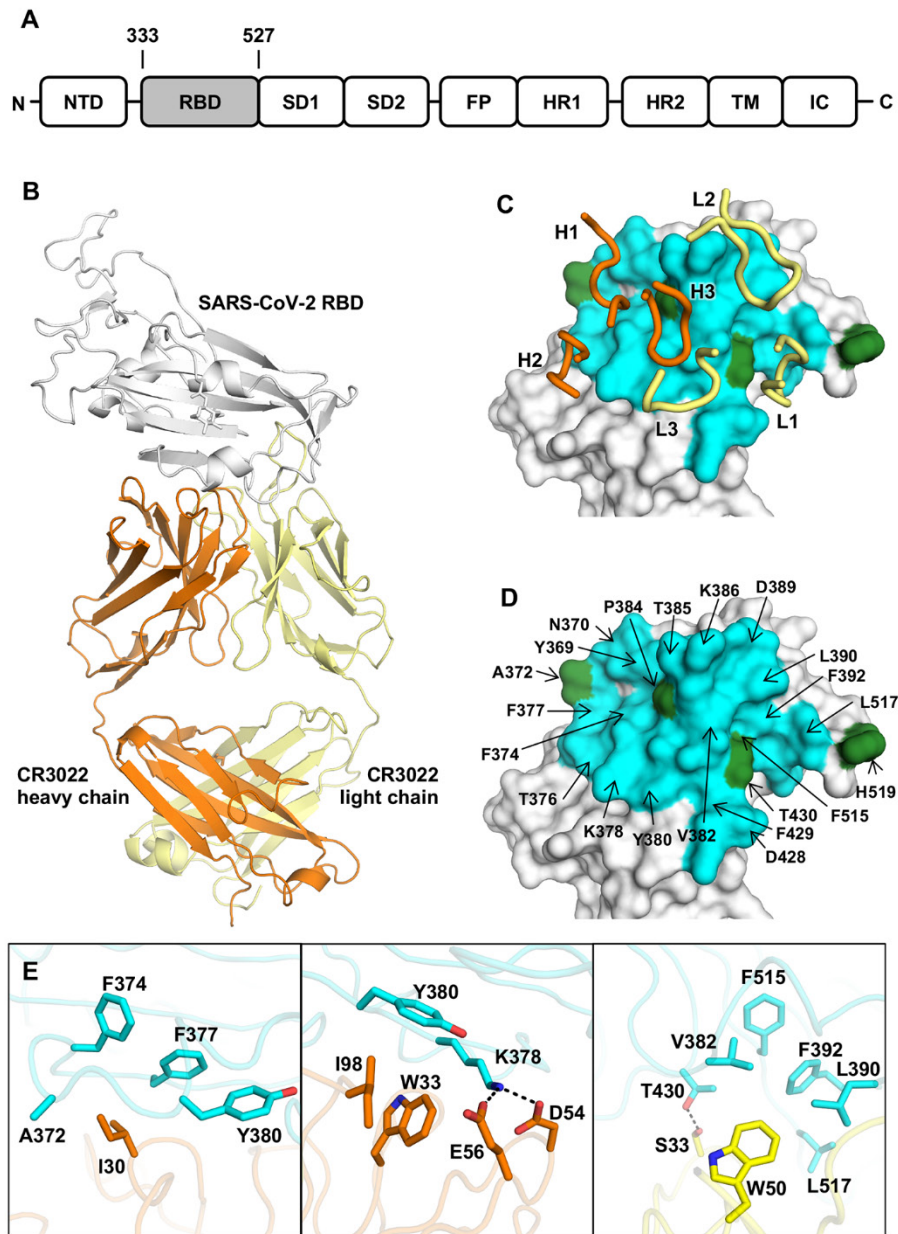 A
333 527
N NTD RBD SD1 SD2 FP HR1 HR2 TM IC C
B
SARS-CoV-2 RBD
CR3022
heavy chain
CR3022
light chain
C
L2
H1
H3
H2
L3
L1
D
K386 D389
P384 T385
N370
Y369
L390
A372
F392
L517
F377
F374
H519
T376
T430
K378
F515
Y380 V382
F429
D428
E
F374
F377
A372
Y380
I30
Y380
K378
I98
W33
D54
E56
F515
V382
F392
T430
L390
S33
W50
L517